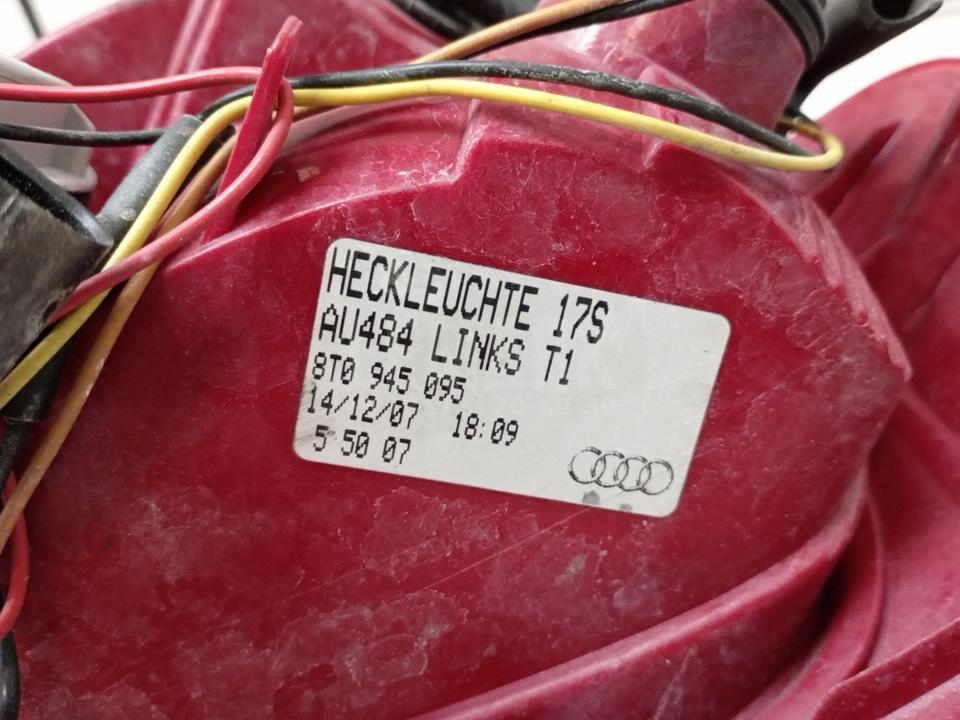 HECKLEUCHTE 17S
AU484 LINKS T1
8T0 945 095
14/12/07 18:09
5 50 07